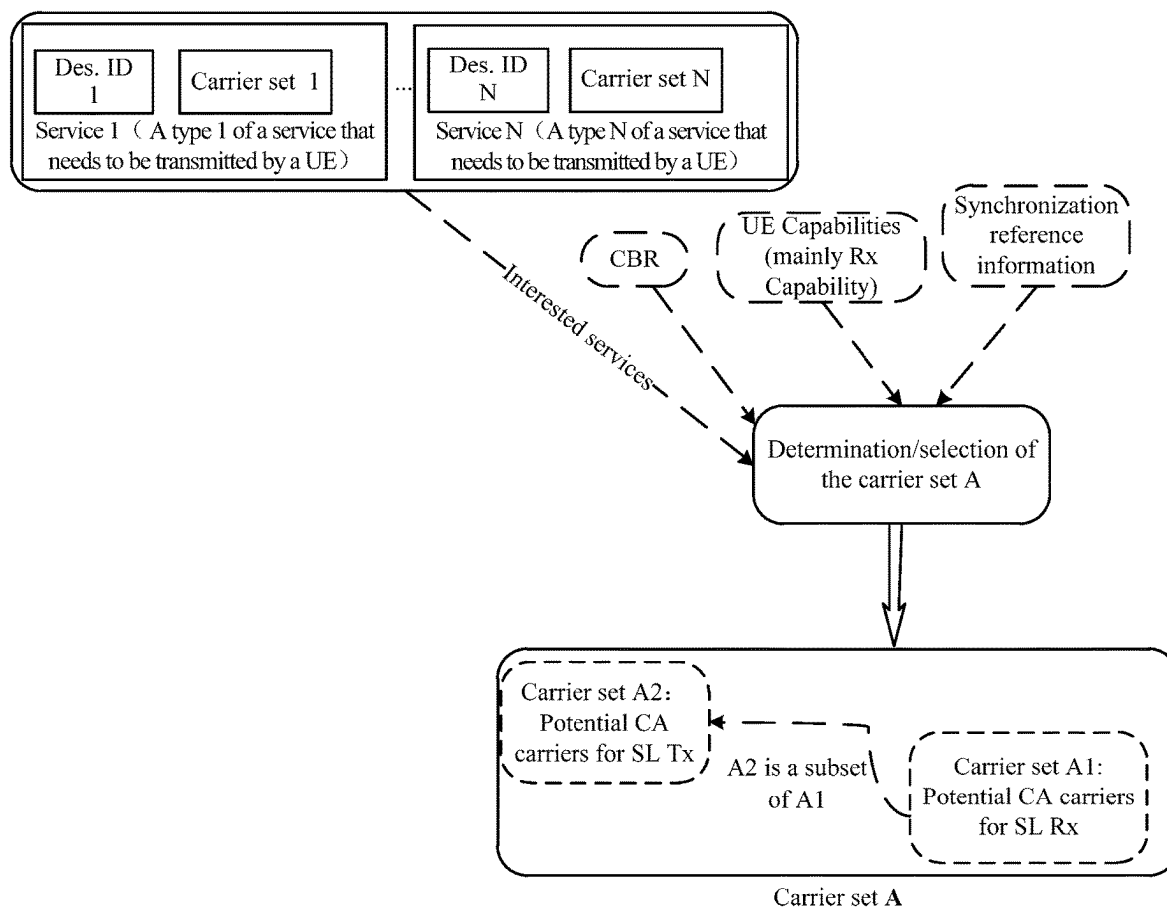 Des. ID
1
Carrier set 1
Service 1（ A type 1 of a service that
needs to be transmitted by a UE）
...
Des. ID
N
Carrier set N
Service N（ A type N of a service that
needs to be transmitted by a UE）
Interested services
CBR
UE Capabilities
(mainly Rx
Capability)
Synchronization
reference
information
Determination/selection of
the carrier set A
Carrier set A2：
Potential CA
carriers for SL Tx
A2 is a subset
of A1
Carrier set A1:
Potential CA carriers
for SL Rx
Carrier set A